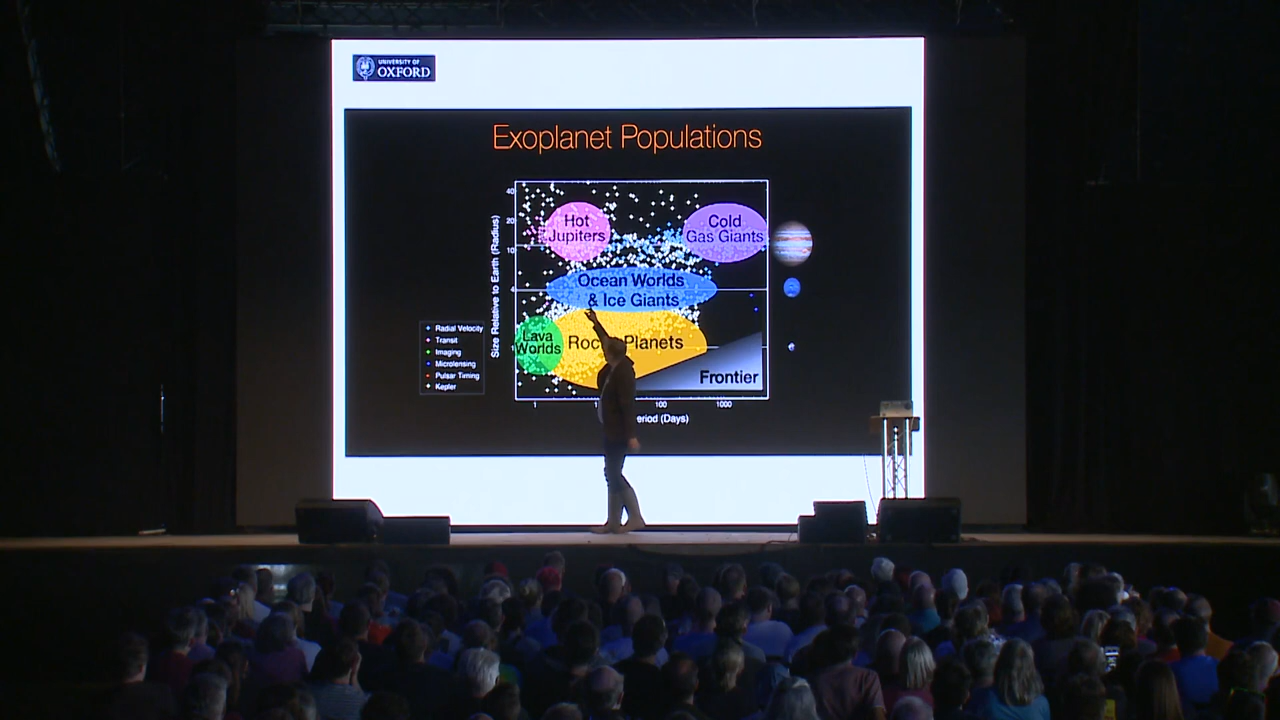 UNIVERSITY OF
OXFORD
Exoplanet Populations
Size Relative to Earth (Radius)
40
20
10
4
1
Hot
Jupiters
Cold
Gas Giants
Ocean Worlds
& Ice Giants
Lava
Worlds
Planets
Frontier
1
100
1000
Radial Velocity
Transit
Imaging
Microlensing
Pulsar Timing
Kepler
(Days)